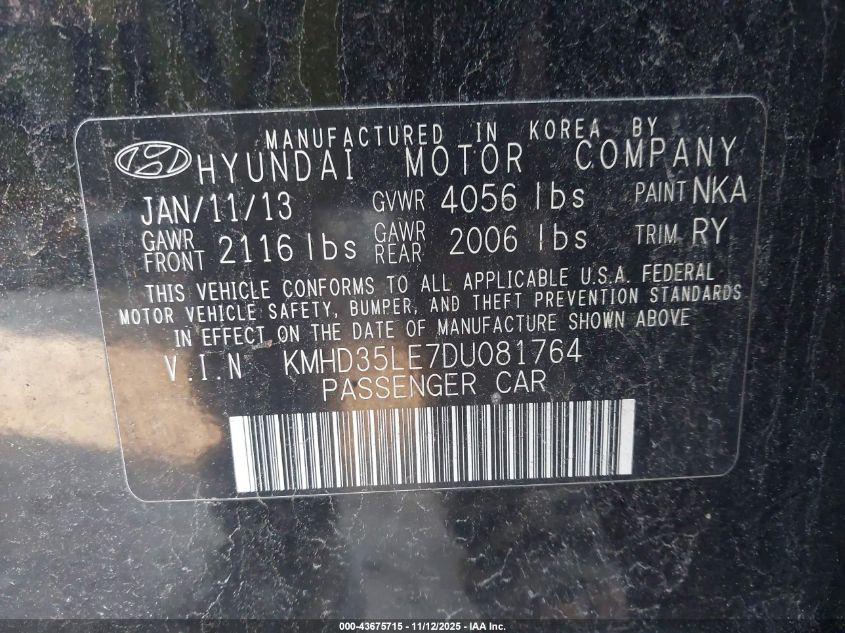 MANUFACTURED IN KOREA BY
HYUNDAI MOTOR COMPANY
JAN/11/13 GVWR 4056 lbs PAINT NKA
GAWR FRONT 2116 lbs GAWR REAR 2006 lbs TRIM RY
THIS VEHICLE CONFORMS TO ALL APPLICABLE U.S.A. FEDERAL
MOTOR VEHICLE SAFETY, BUMPER, AND THEFT PREVENTION STANDARDS
IN EFFECT ON THE DATE OF MANUFACTURE SHOWN ABOVE
V.I.N KMHD35LE7DU081764
PASSENGER CAR
000-43675715 - 11/12/2025 - IAA Inc.